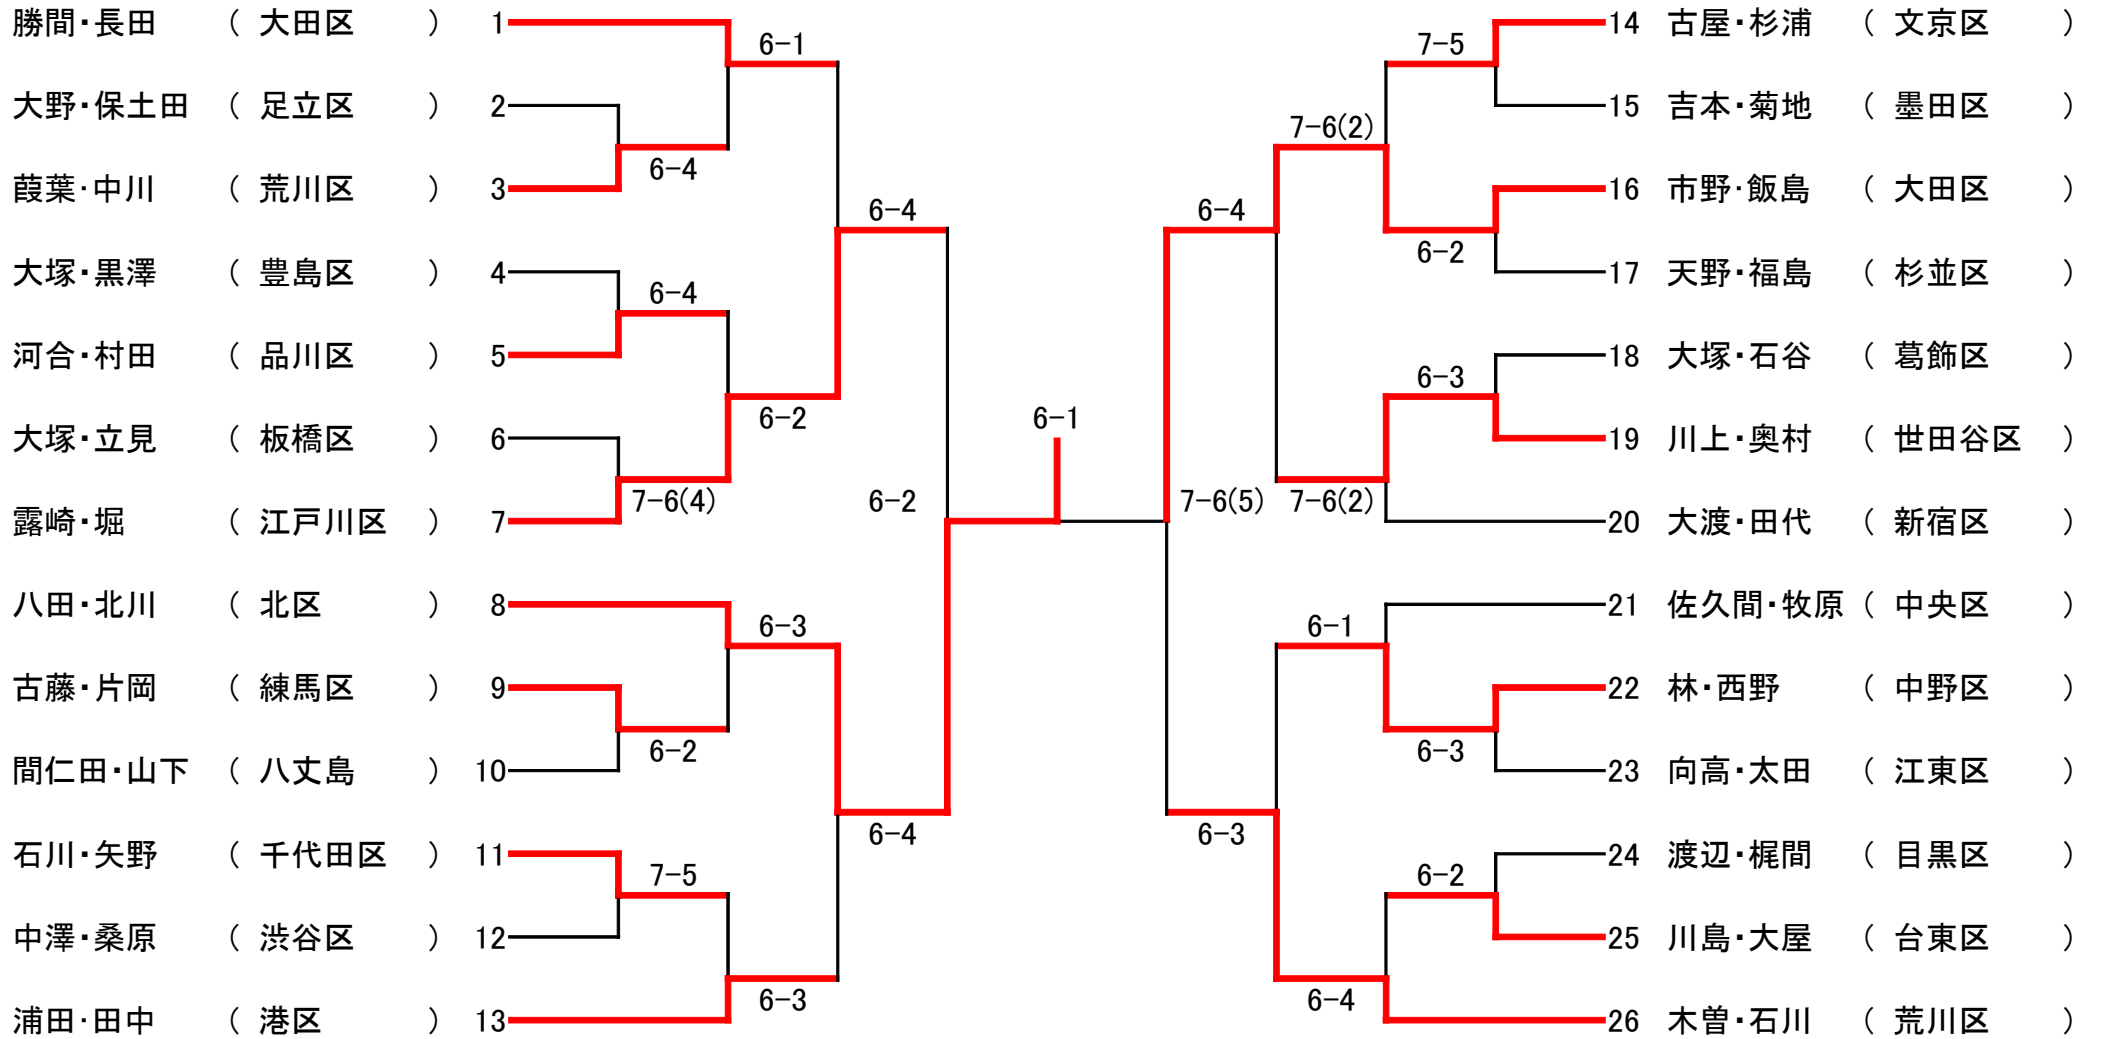 勝間・長田 ( 大田区 ) 1
6-1
大野・保土田 ( 足立区 ) 2
6-4
葭葉・中川 ( 荒川区 ) 3
6-4
大塚・黒澤 ( 豊島区 ) 4
6-4
河合・村田 ( 品川区 ) 5
6-2
大塚・立見 ( 板橋区 ) 6
7-6(4)
露崎・堀 ( 江戸川区 ) 7
6-2
八田・北川 ( 北区 ) 8
6-3
古藤・片岡 ( 練馬区 ) 9
6-2
間仁田・山下 ( 八丈島 ) 10
6-4
石川・矢野 ( 千代田区 ) 11
7-5
中澤・桑原 ( 渋谷区 ) 12
6-3
浦田・田中 ( 港区 ) 13
6-1
14 古屋・杉浦 ( 文京区 )
7-5
15 吉本・菊地 ( 墨田区 )
7-6(2)
16 市野・飯島 ( 大田区 )
6-4
6-2
17 天野・福島 ( 杉並区 )
18 大塚・石谷 ( 葛飾区 )
6-3
19 川上・奥村 ( 世田谷区 )
7-6(5)
7-6(2)
20 大渡・田代 ( 新宿区 )
21 佐久間・牧原 ( 中央区 )
6-1
22 林・西野 ( 中野区 )
6-3
23 向高・太田 ( 江東区 )
6-3
24 渡辺・梶間 ( 目黒区 )
6-2
25 川島・大屋 ( 台東区 )
6-4
26 木曽・石川 ( 荒川区 )